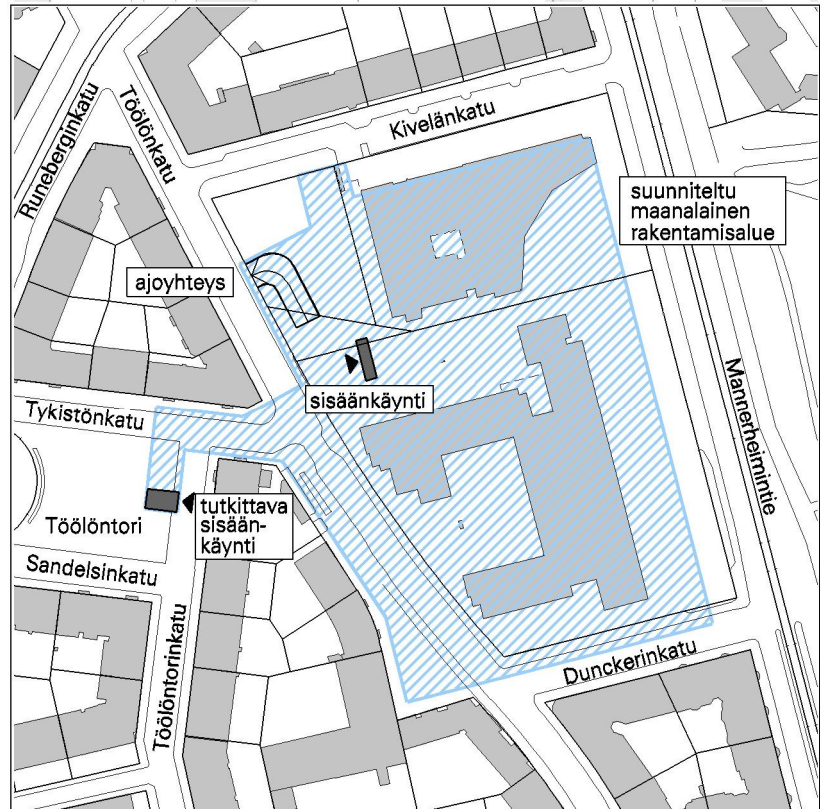 Kivelänkatu
Töölönkatu
Runeberginkatu
suunniteltu
maanalainen
rakentamisalue
ajoyhteys
sisäänkäynti
Tykistönkatu
Mannerheimintie
tutkittava
sisään-
käynti
Töölöntori
Sandelsinkatu
Töölöntorinkatu
Dunckerinkatu